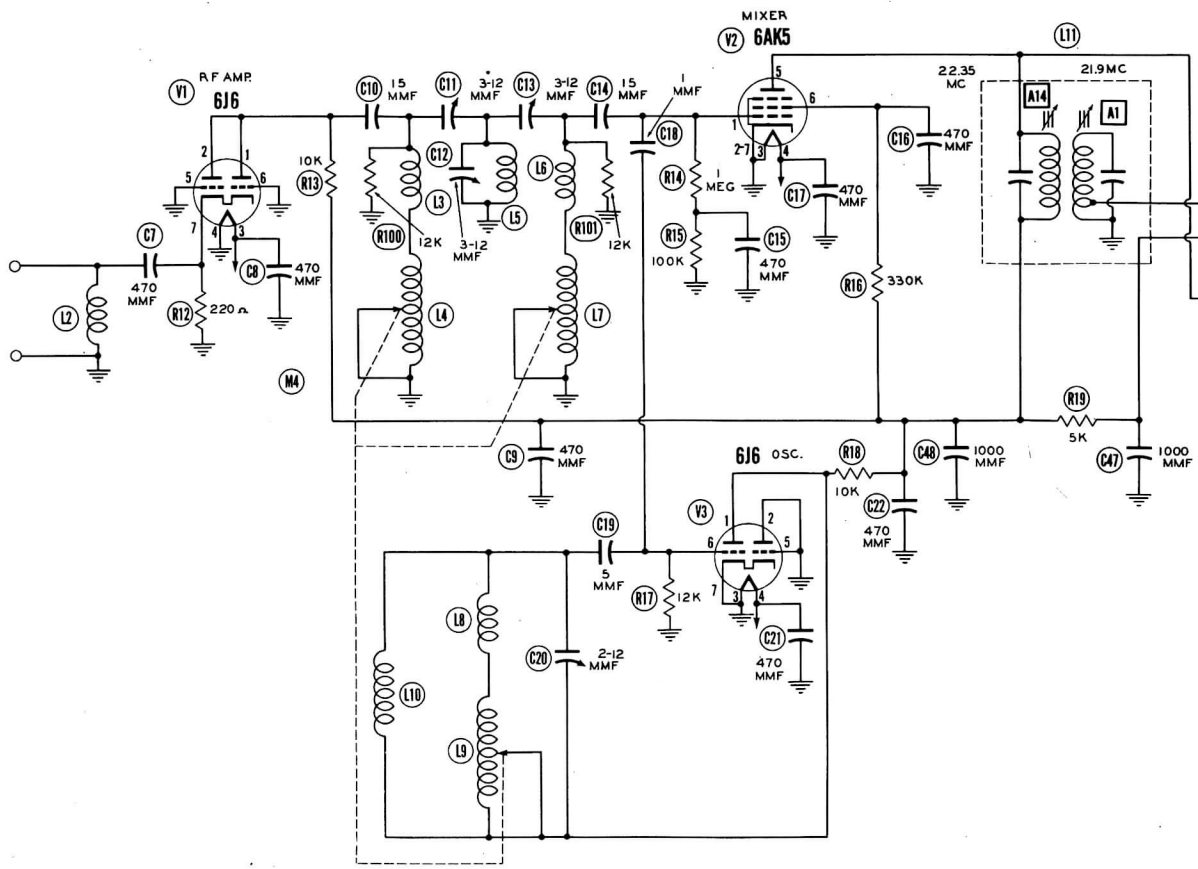 MIXER
V2 6AK5
L11
V1 R F AMP.
6J6
C10 15 MMF
C11 3-12 MMF
C13 3-12 MMF
C14 15 MMF
1 MMF
C18
5
6
1
2-7 3 4
22.35 MC
21.9 MC
A14
A1
2 1
5 6
7 4 3
10K
R13
C12
3-12 MMF
L3
L5
L6
R100
12K
R101
12K
R14
1 MEG
R15
100K
C15
470 MMF
C17
470 MMF
C16
470 MMF
R16 330K
C7
470 MMF
C8
470 MMF
R12
220 Ω
L2
L4
L7
M4
C9
470 MMF
R19
5K
C48
1000 MMF
C47
1000 MMF
6J6 OSC.
R18
10K
C22
470 MMF
V3
1 2
6 5
7 3 4
C19
5 MMF
R17 12K
C21
470 MMF
L8
C20
2-12 MMF
L10
L9